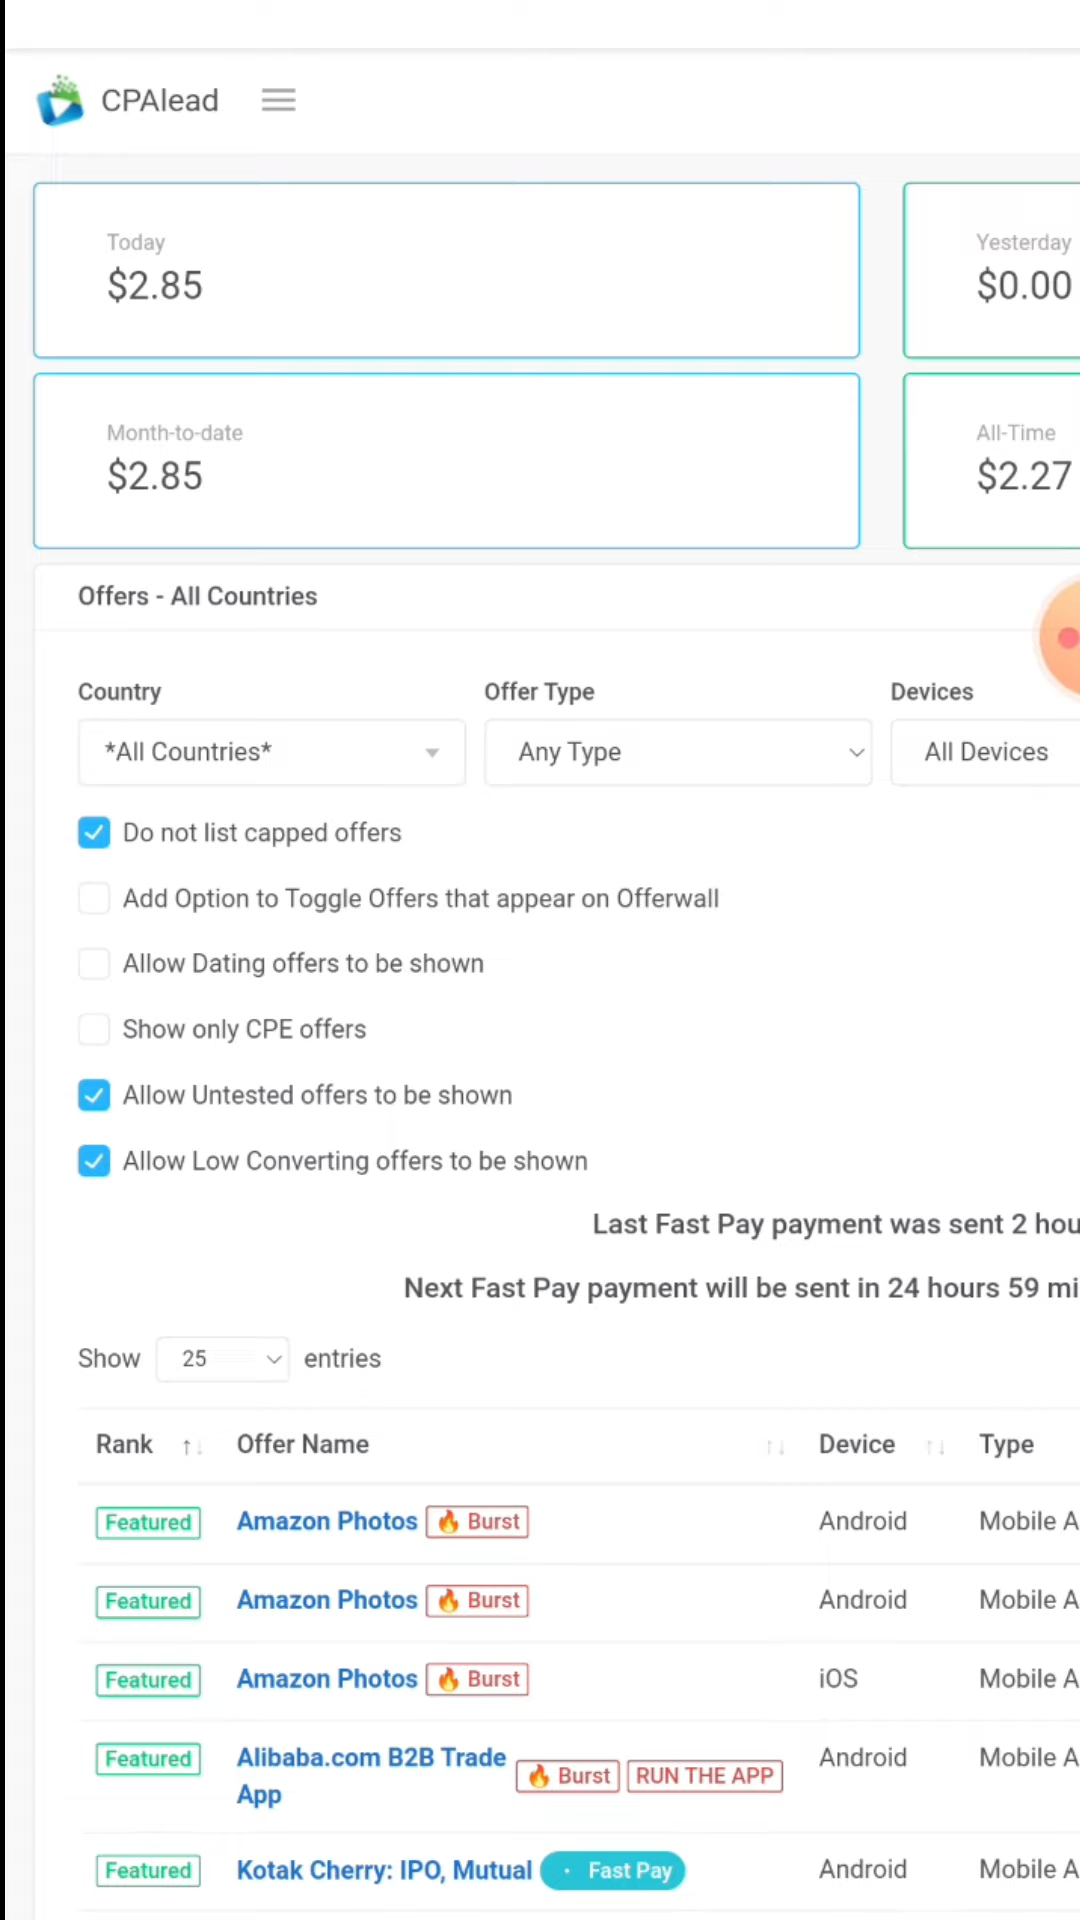 CPAlead
Today
$2.85
Yesterday
$0.00
Month-to-date
$2.85
All-Time
$2.27
Offers - All Countries
Country
Offer Type
Devices
*All Countries*
Any Type
All Devices
Do not list capped offers
Add Option to Toggle Offers that appear on Offerwall
Allow Dating offers to be shown
Show only CPE offers
Allow Untested offers to be shown
Allow Low Converting offers to be shown
Last Fast Pay payment was sent 2 hou
Next Fast Pay payment will be sent in 24 hours 59 mi
Show 25 entries
Rank Offer Name Device Type
Featured Amazon Photos 🔥 Burst Android Mobile A
Featured Amazon Photos 🔥 Burst Android Mobile A
Featured Amazon Photos 🔥 Burst iOS Mobile A
Featured Alibaba.com B2B Trade App 🔥 Burst RUN THE APP Android Mobile A
Featured Kotak Cherry: IPO, Mutual Fast Pay Android Mobile A